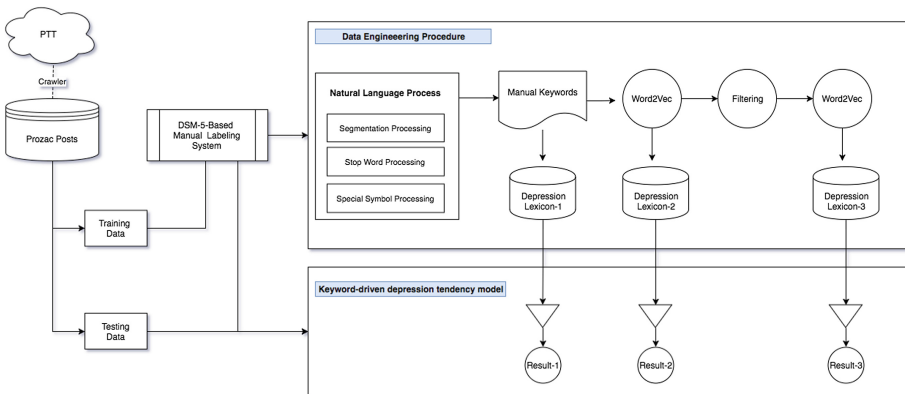 PTT
Crawler
Prozac Posts
DSM-5-Based
Manual Labeling
System
Training
Data
Testing
Data
Data Engineeering Procedure
Natural Language Process
Segmentation Processing
Stop Word Processing
Special Symbol Processing
Manual Keywords
Word2Vec
Filtering
Word2Vec
Depression
Lexicon-1
Depression
Lexicon-2
Depression
Lexicon-3
Keyword-driven depression tendency model
Result-1
Result-2
Result-3